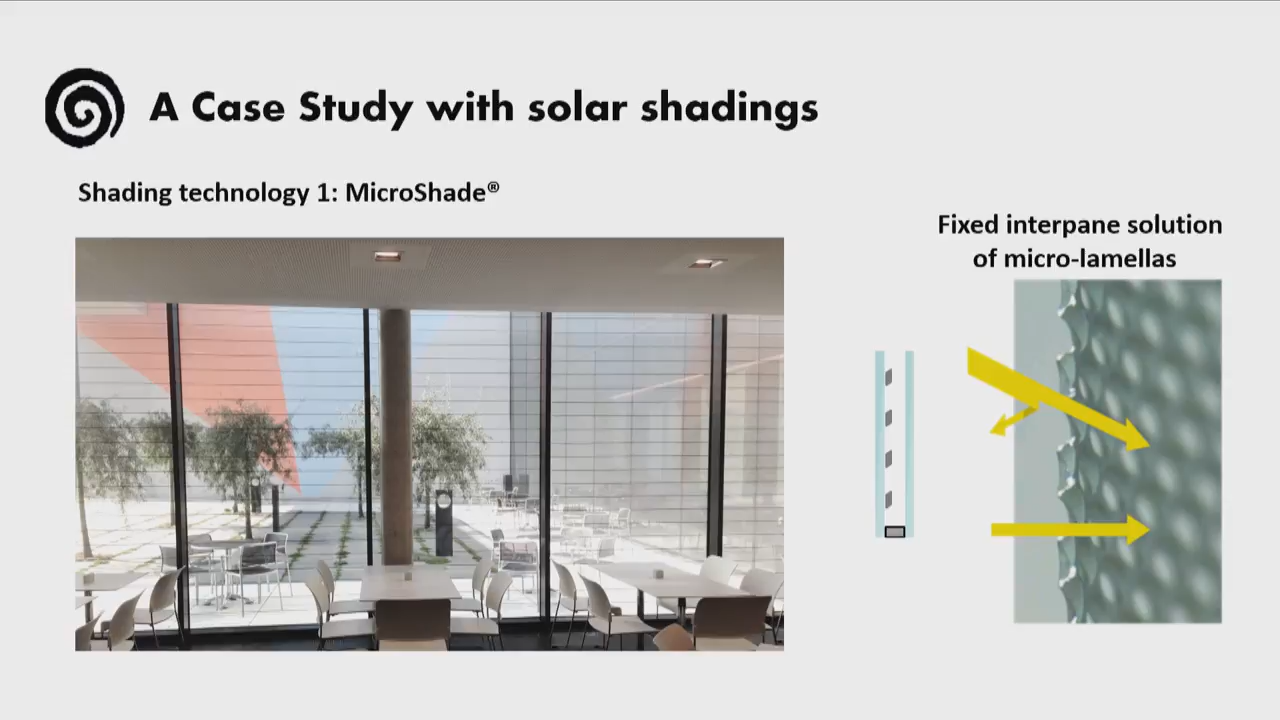 A Case Study with solar shadings
Shading technology 1: MicroShade®
Fixed interpane solution
of micro-lamellas